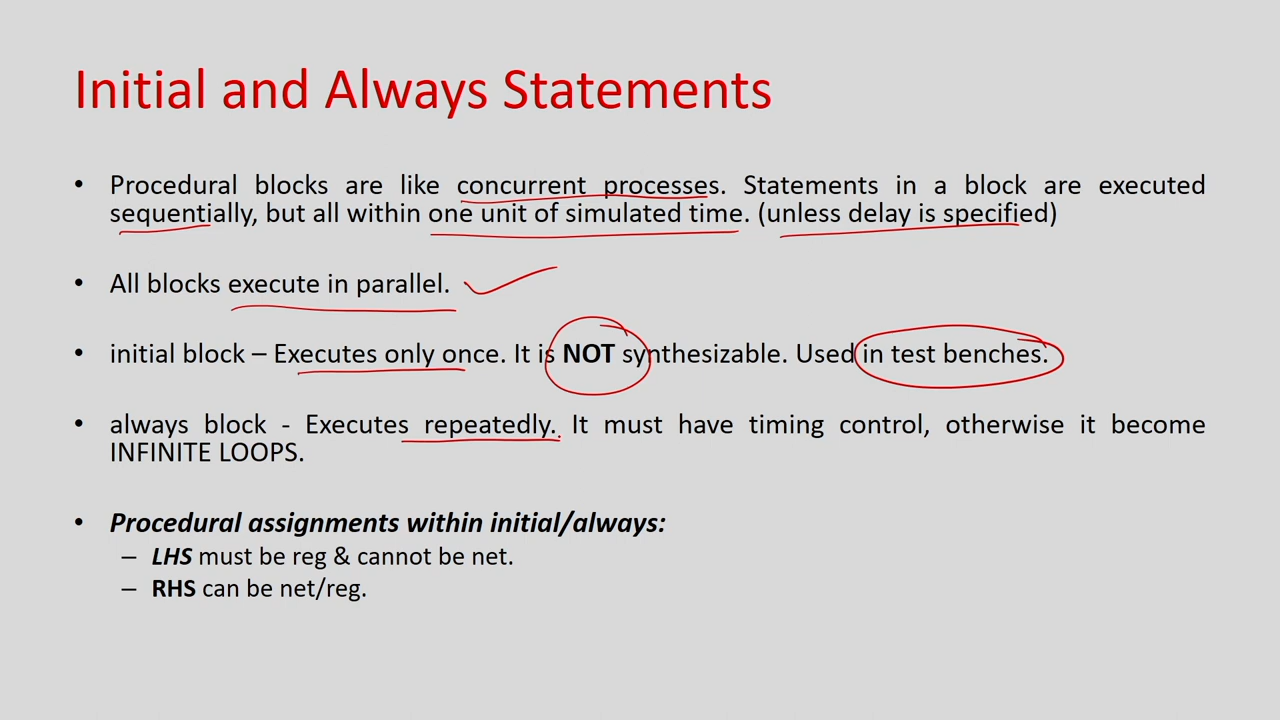 Initial and Always Statements
• Procedural blocks are like concurrent processes. Statements in a block are executed
sequentially, but all within one unit of simulated time. (unless delay is specified)
• All blocks execute in parallel.
• initial block – Executes only once. It is NOT synthesizable. Used in test benches.
• always block - Executes repeatedly. It must have timing control, otherwise it become
INFINITE LOOPS.
• Procedural assignments within initial/always:
– LHS must be reg & cannot be net.
– RHS can be net/reg.